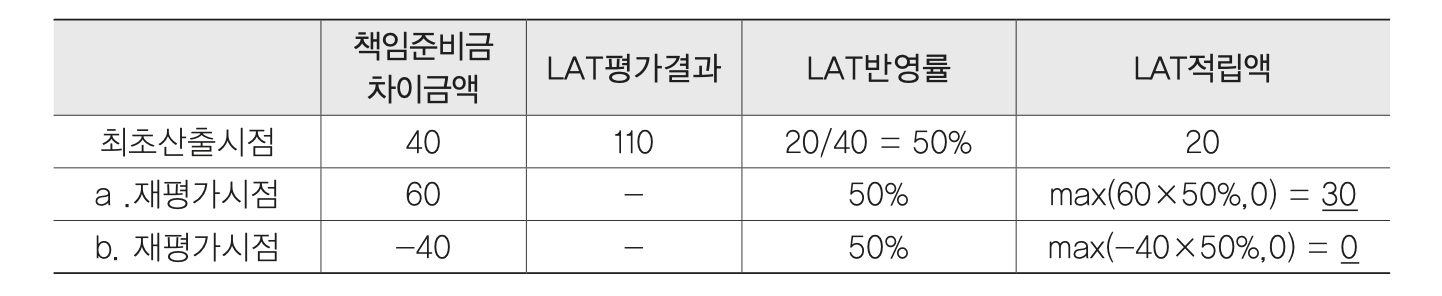 책임준비금 차이금액 LAT평가결과 LAT반영률 LAT적립액
최초산출시점 40 110 20/40 = 50% 20
a .재평가시점 60 – 50% max(60×50%,0) = 30
b. 재평가시점 –40 – 50% max(–40×50%,0) = 0